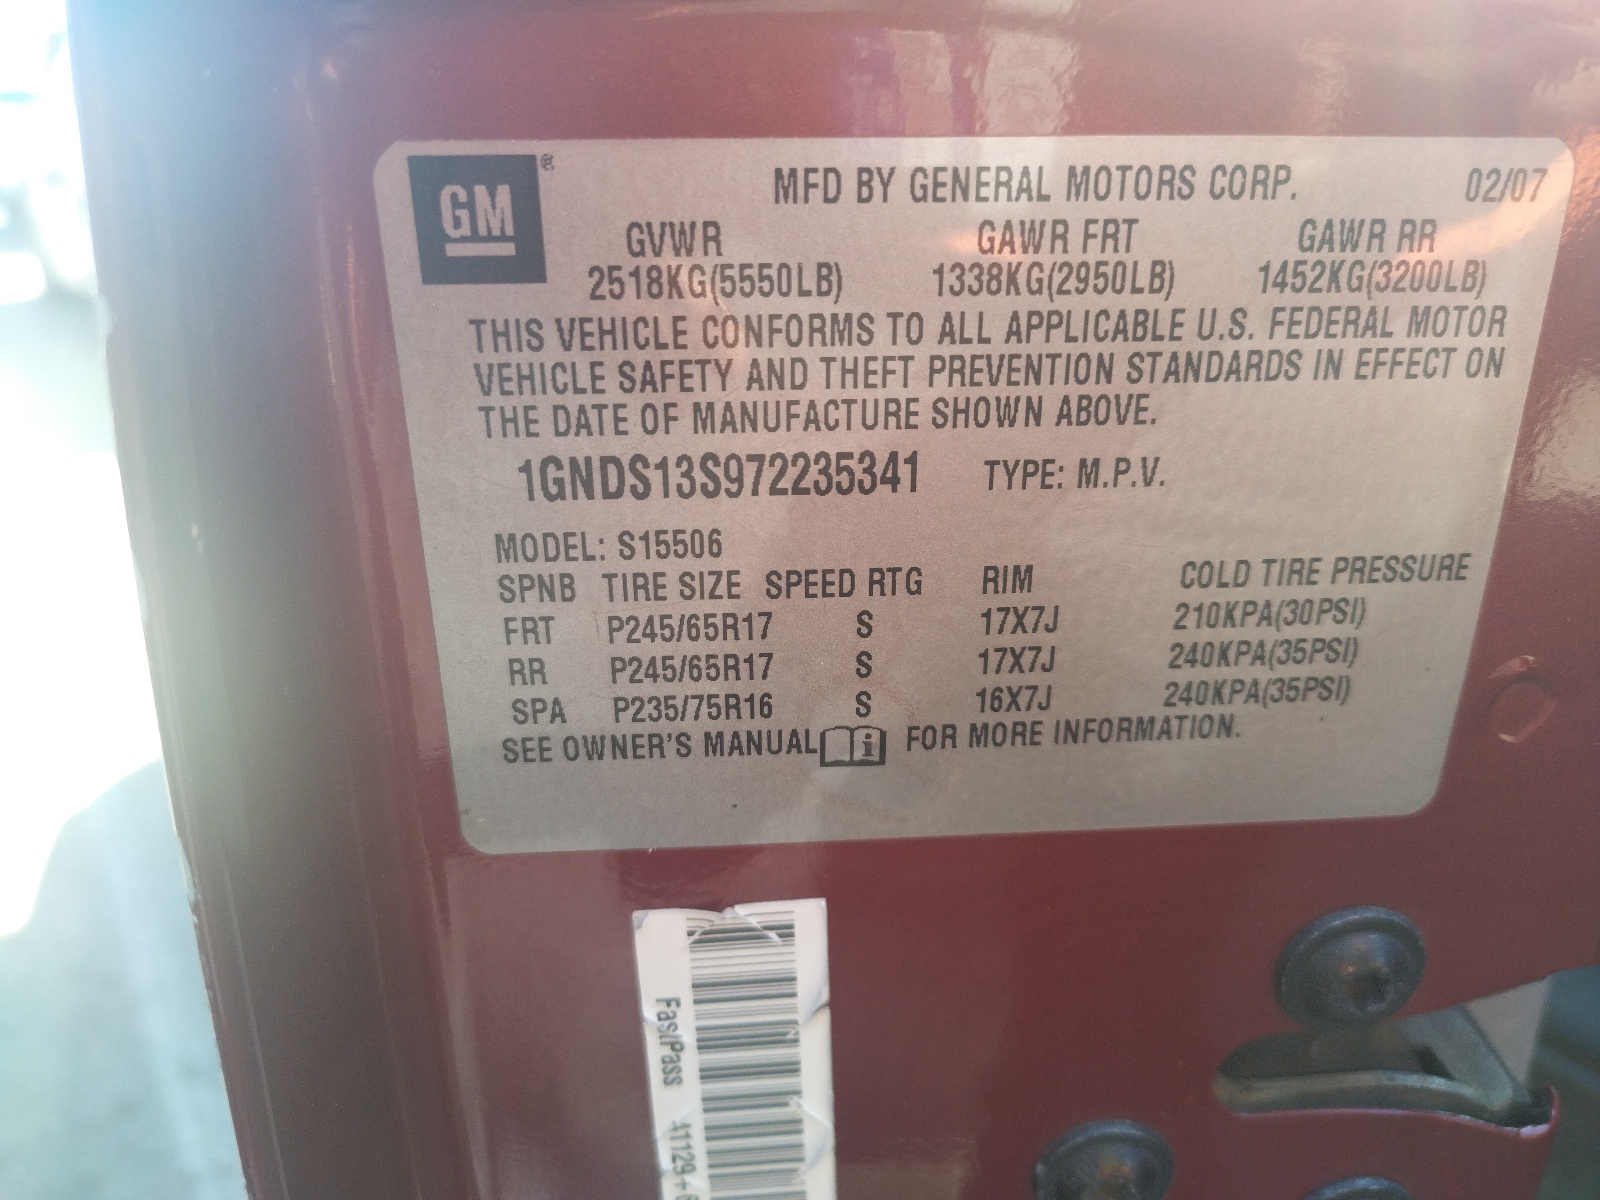 GM ®
MFD BY GENERAL MOTORS CORP. 02/07
GVWR GAWR FRT GAWR RR
2518KG(5550LB) 1338KG(2950LB) 1452KG(3200LB)
THIS VEHICLE CONFORMS TO ALL APPLICABLE U.S. FEDERAL MOTOR
VEHICLE SAFETY AND THEFT PREVENTION STANDARDS IN EFFECT ON
THE DATE OF MANUFACTURE SHOWN ABOVE.
1GNDS13S972235341 TYPE: M.P.V.
MODEL: S15506
SPNB TIRE SIZE SPEED RTG RIM COLD TIRE PRESSURE
FRT P245/65R17 S 17X7J 210KPA(30PSI)
RR P245/65R17 S 17X7J 240KPA(35PSI)
SPA P235/75R16 S 16X7J 240KPA(35PSI)
SEE OWNER'S MANUAL i FOR MORE INFORMATION.
FastPass